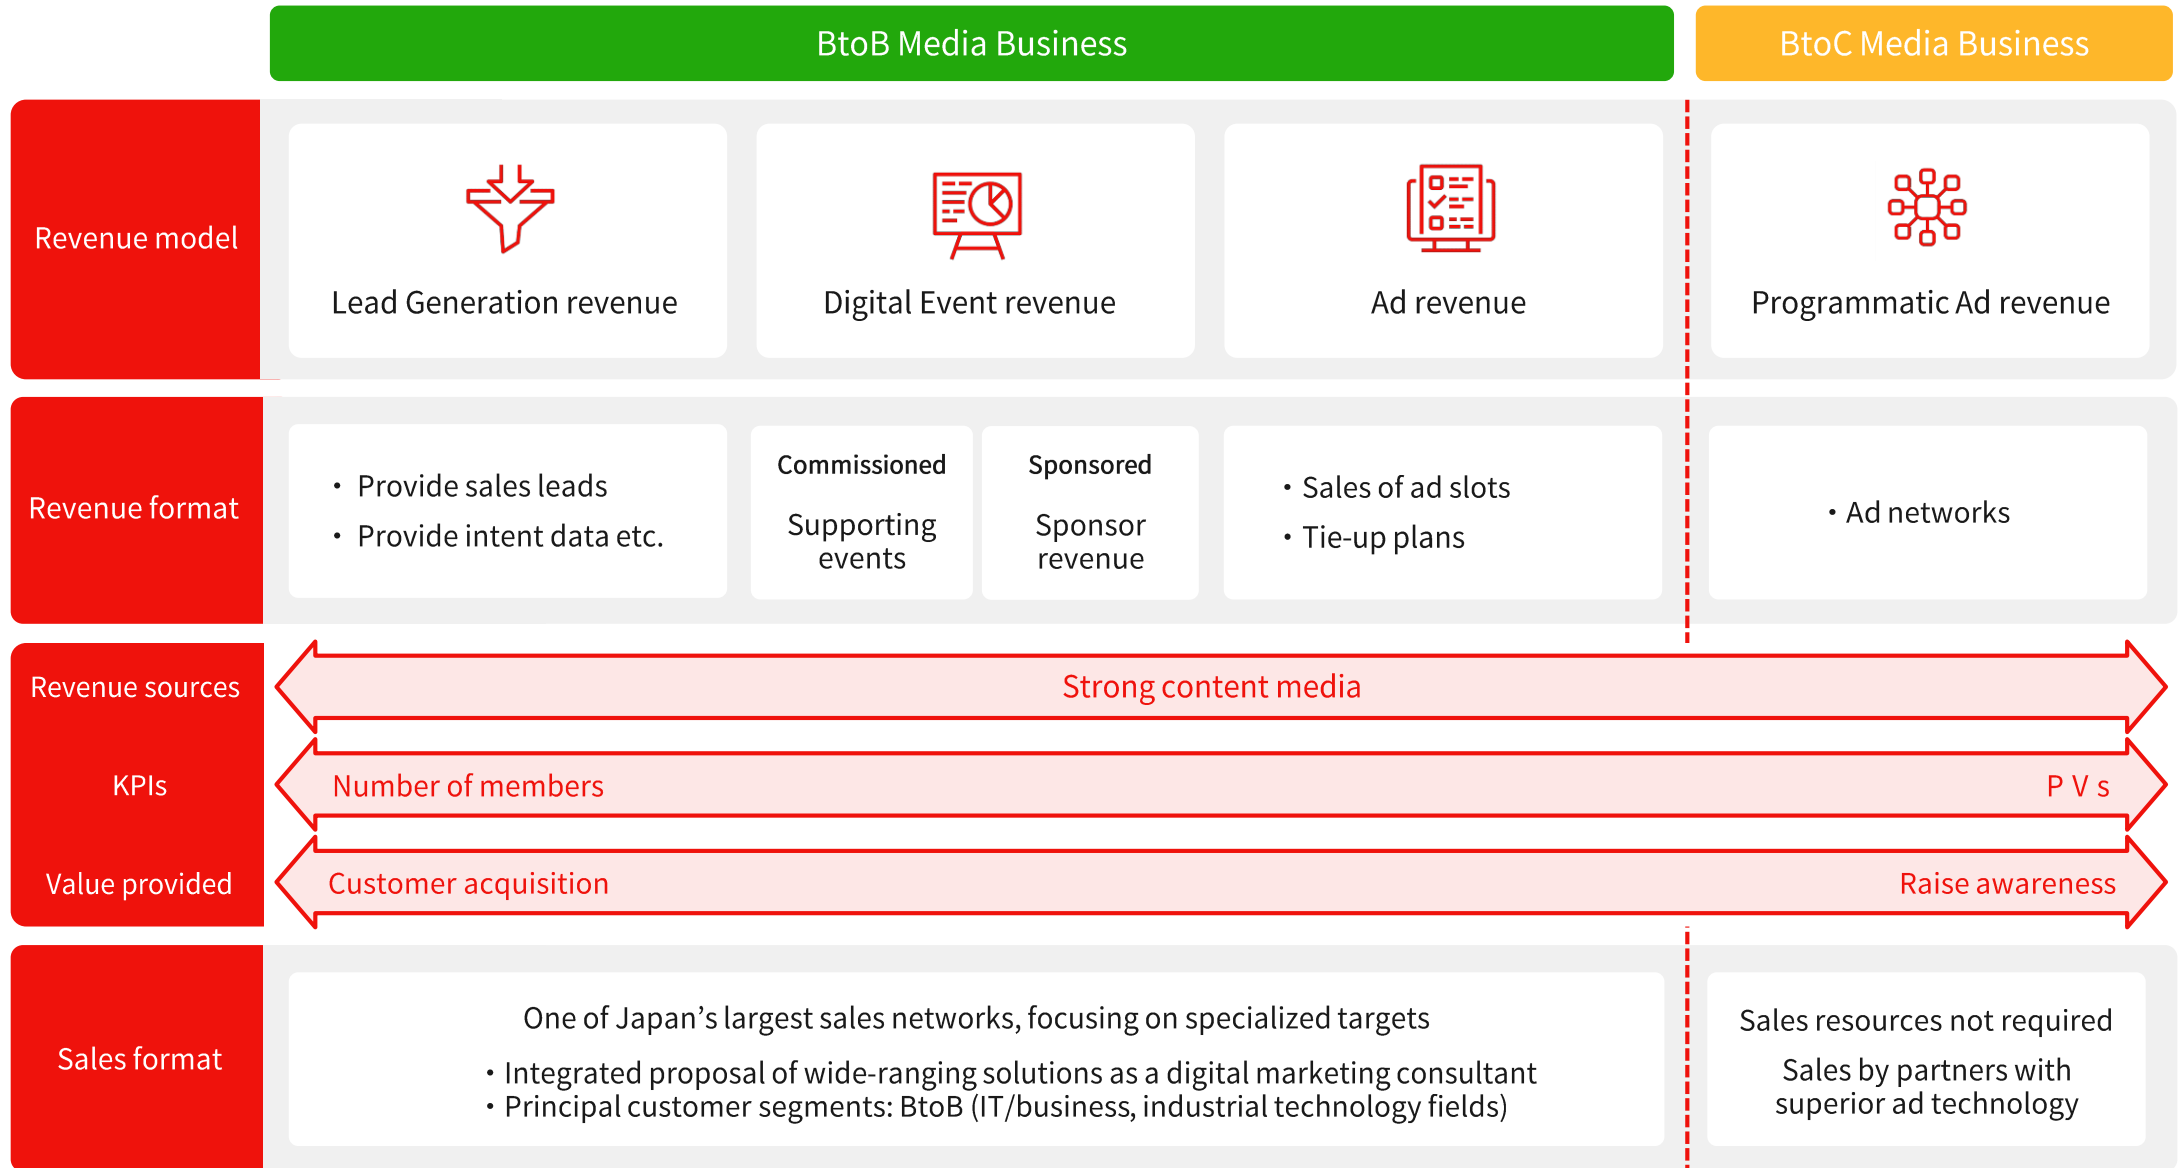 BtoB Media Business
BtoC Media Business
Revenue model
Lead Generation revenue
Digital Event revenue
Ad revenue
Programmatic Ad revenue
Revenue format
・ Provide sales leads
・ Provide intent data etc.
Commissioned
Supporting
events
Sponsored
Sponsor
revenue
・Sales of ad slots
・Tie-up plans
・Ad networks
Revenue sources
Strong content media
KPIs
Number of members
P V s
Value provided
Customer acquisition
Raise awareness
Sales format
One of Japan’s largest sales networks, focusing on specialized targets
・Integrated proposal of wide-ranging solutions as a digital marketing consultant
・Principal customer segments: BtoB (IT/business, industrial technology fields)
Sales resources not required
Sales by partners with
superior ad technology